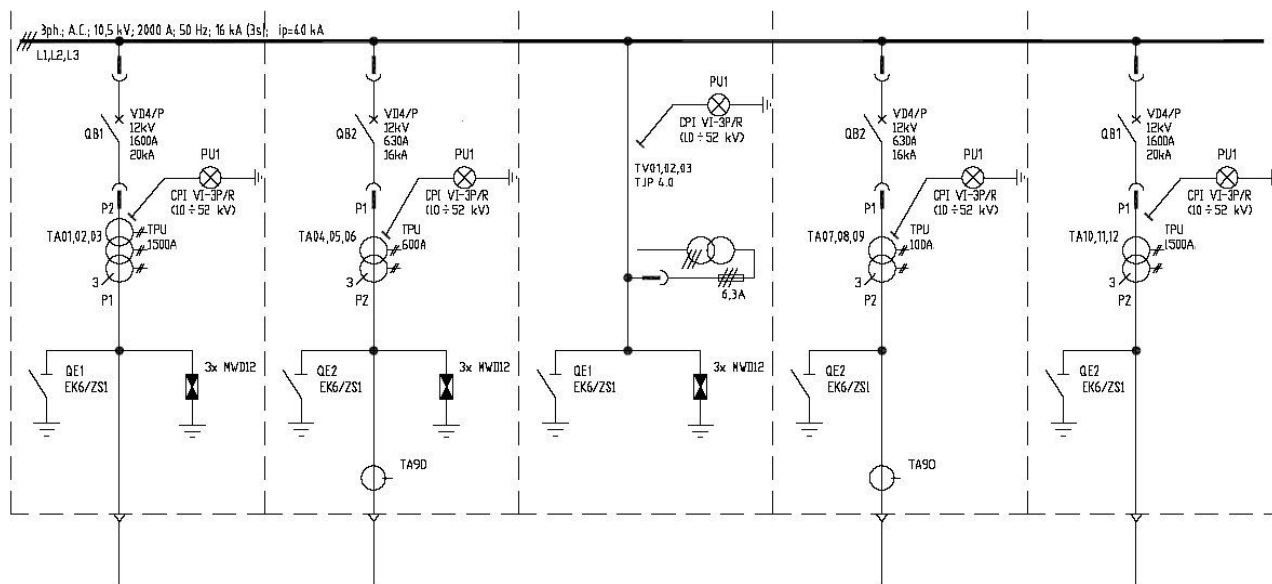 3ph.; A.C.; 10,5 kV; 2000 A; 50 Hz; 16 kA (3s); ip=40 kA
L1,L2,L3
QB1
VD4/P
12kV
1600A
20kA
PU1
CPI VI-3P/R
(10 ÷ 52 kV)
P2
TA01,02,03
TPU
1500A
3
P1
QE1
EK6/ZS1
3x MWD12
QB2
VD4/P
12kV
630A
16kA
PU1
CPI VI-3P/R
(10 ÷ 52 kV)
P1
TA04,05,06
TPU
600A
3
P2
QE2
EK6/ZS1
3x MWD12
TA90
PU1
CPI VI-3P/R
(10 ÷ 52 kV)
TV01,02,03
TJP 4.0
6,3A
QE1
EK6/ZS1
3x MWD12
QB2
VD4/P
12kV
630A
16kA
PU1
CPI VI-3P/R
(10 ÷ 52 kV)
P1
TA07,08,09
TPU
100A
3
P2
QE2
EK6/ZS1
TA90
QB1
VD4/P
12kV
1600A
20kA
PU1
CPI VI-3P/R
(10 ÷ 52 kV)
P1
TA10,11,12
TPU
1500A
3
P2
QE2
EK6/ZS1